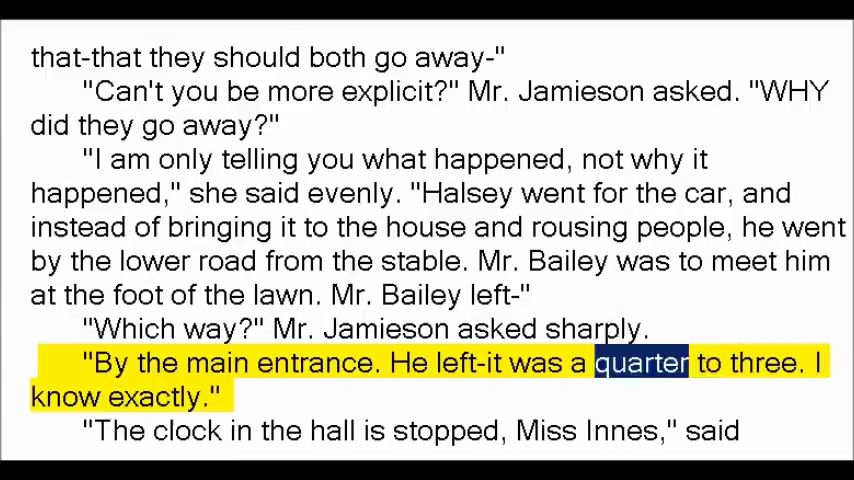 that-that they should both go away-"
"Can't you be more explicit?" Mr. Jamieson asked. "WHY
did they go away?"
"I am only telling you what happened, not why it
happened," she said evenly. "Halsey went for the car, and
instead of bringing it to the house and rousing people, he went
by the lower road from the stable. Mr. Bailey was to meet him
at the foot of the lawn. Mr. Bailey left-"
"Which way?" Mr. Jamieson asked sharply.
"By the main entrance. He left-it was a quarter to three. I
know exactly."
"The clock in the hall is stopped, Miss Innes," said